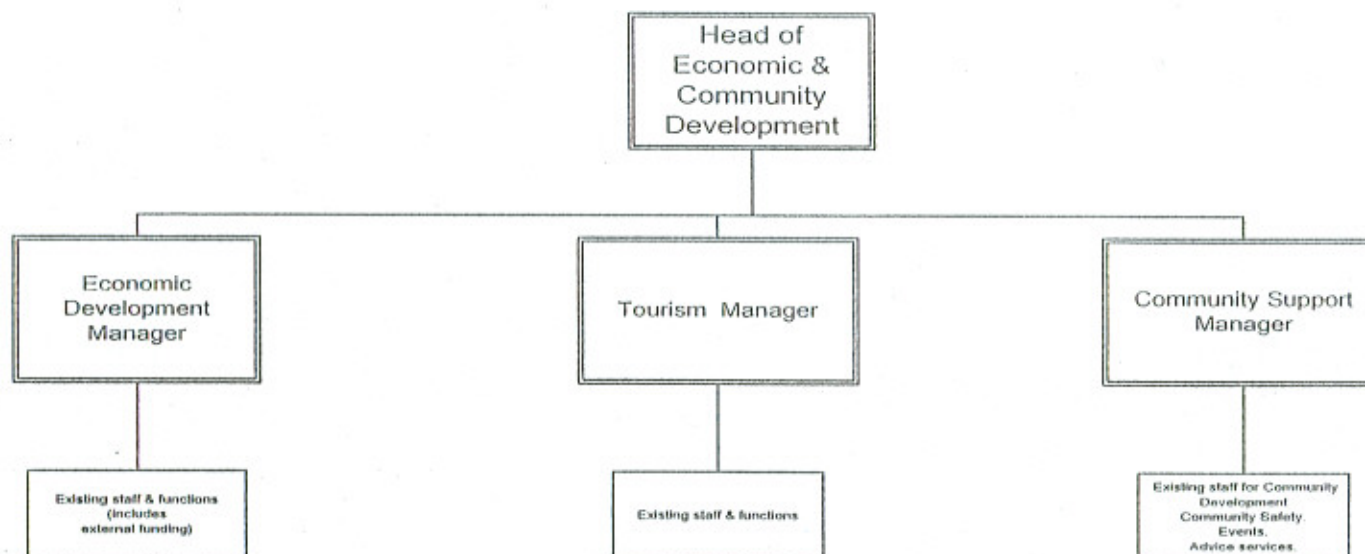 Head of
Economic &
Community
Development
Economic
Development
Manager
Tourism Manager
Community Support
Manager
Existing staff & functions
(includes
external funding)
Existing staff & functions
Existing staff for Community
Development
Community Safety.
Events.
Advice services.